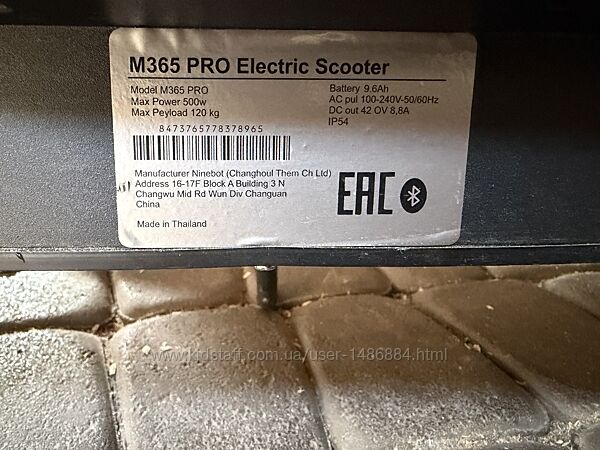 M365 PRO Electric Scooter
Model M365 PRO
Max Power 500w
Max Peyload 120 kg
Battery 9.6Ah
AC pul 100-240V-50/60Hz
DC out 42 OV 8,8A
IP54
8473765778378965
Manufacturer Ninebot (Changhoul Them Ch Ltd)
Address 16-17F Block A Building 3 N
Changwu Mid Rd Wun Div Changuan
China
Made in Thailand
EAC
www.kidstaff.com.ua/user-1486884.html